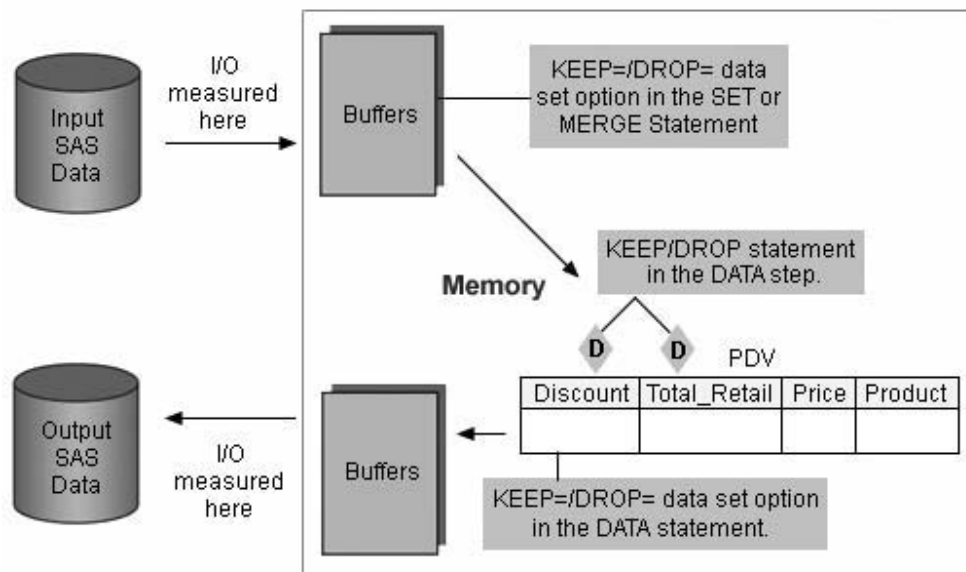 Input
SAS
Data
I/O
measured
here
Buffers
KEEP=/DROP= data
set option in the SET or
MERGE Statement
Memory
KEEP/DROP statement
in the DATA step.
D D
PDV
Discount Total_Retail Price Product
Output
SAS
Data
I/O
measured
here
Buffers
KEEP=/DROP= data set option
in the DATA statement.